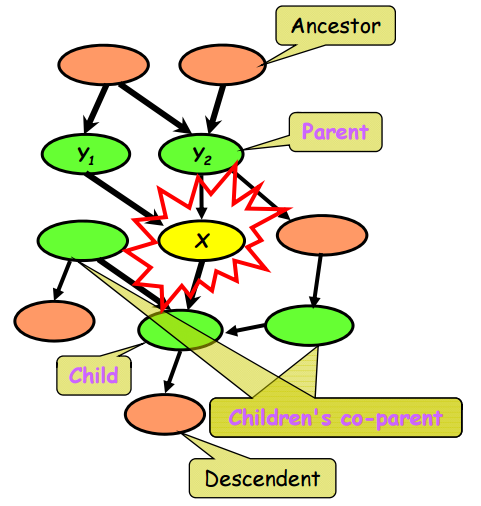 Ancestor
Parent
Y1
Y2
X
Child
Children's co-parent
Descendent